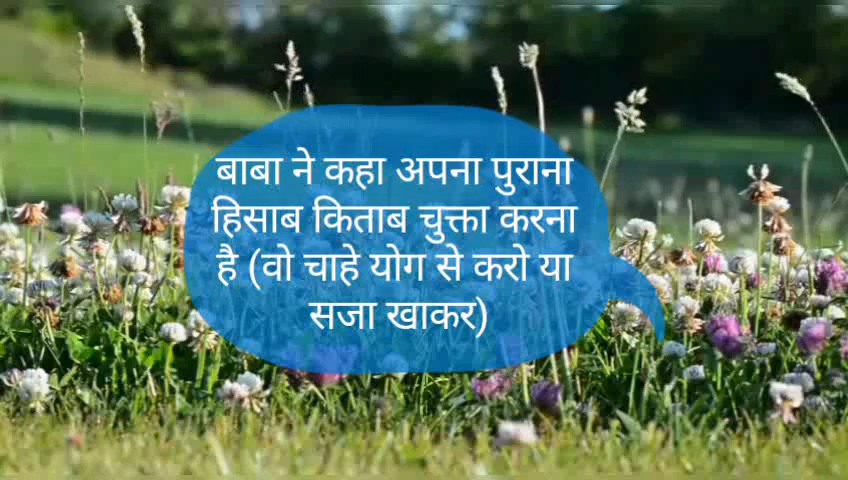 बाबा ने कहा अपना पुराना
हिसाब किताब चुक्ता करना
है (वो चाहे योग से करो या
सजा खाकर)